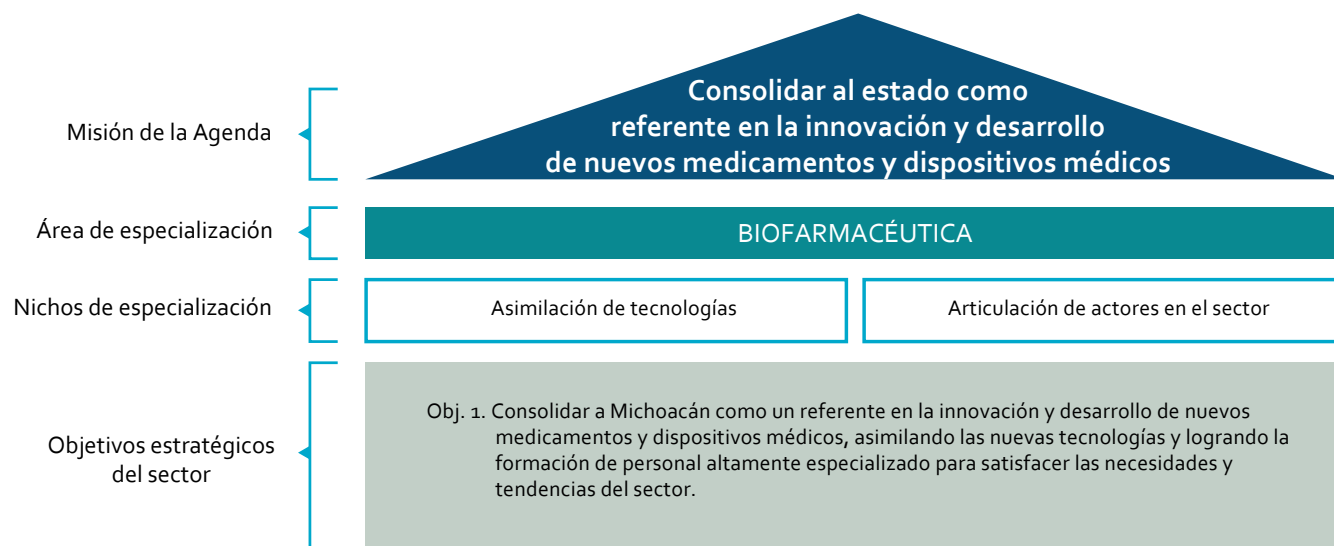 Consolidar al estado como
referente en la innovación y desarrollo
de nuevos medicamentos y dispositivos médicos
Misión de la Agenda
Área de especialización
BIOFARMACÉUTICA
Nichos de especialización
Asimilación de tecnologías
Articulación de actores en el sector
Objetivos estratégicos
del sector
Obj. 1. Consolidar a Michoacán como un referente en la innovación y desarrollo de nuevos
medicamentos y dispositivos médicos, asimilando las nuevas tecnologías y logrando la
formación de personal altamente especializado para satisfacer las necesidades y
tendencias del sector.